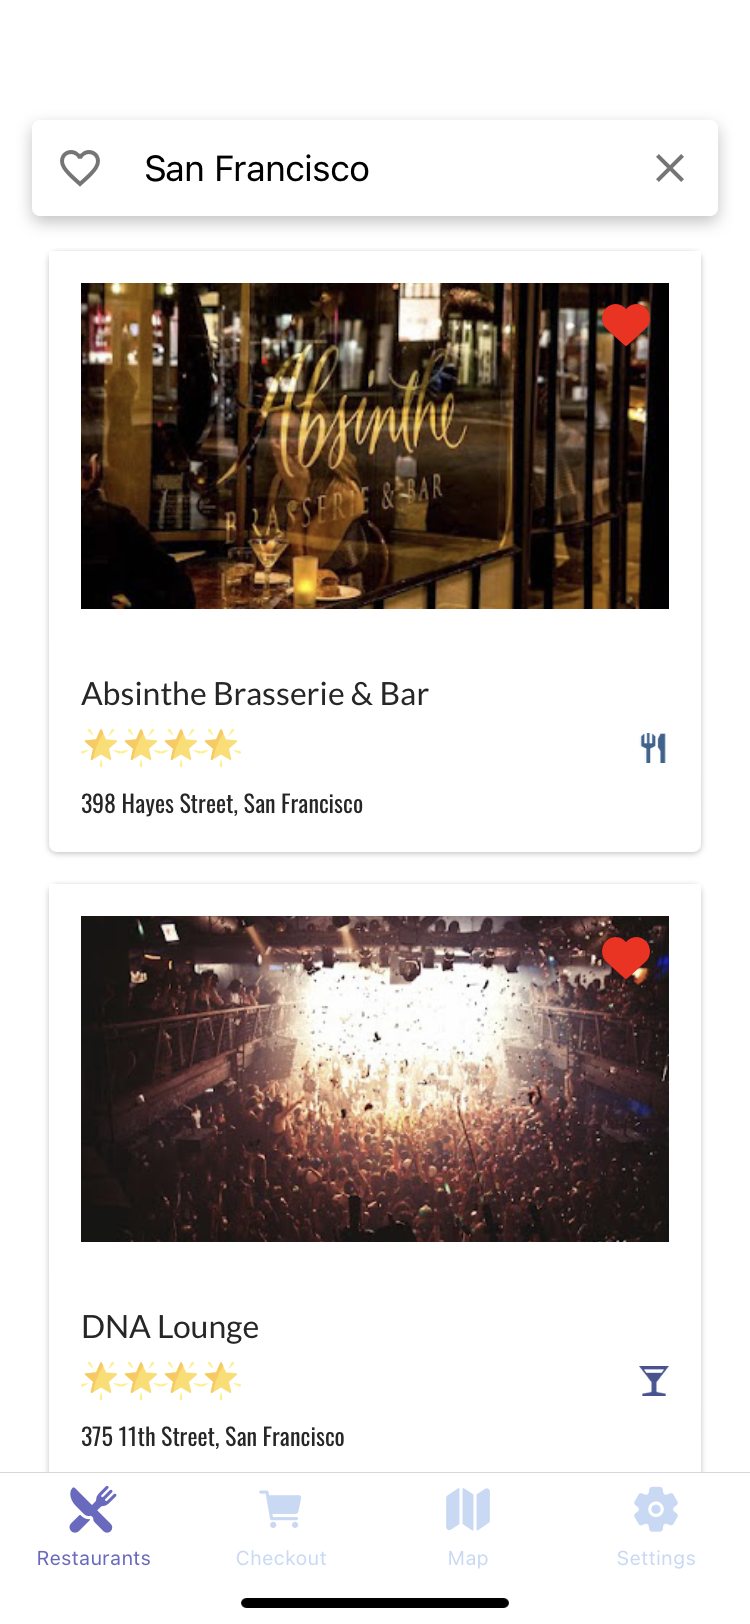 San Francisco
Absinthe
BRASSERIE & BAR
Absinthe Brasserie & Bar
398 Hayes Street, San Francisco
DNA Lounge
375 11th Street, San Francisco
Restaurants
Checkout
Map
Settings